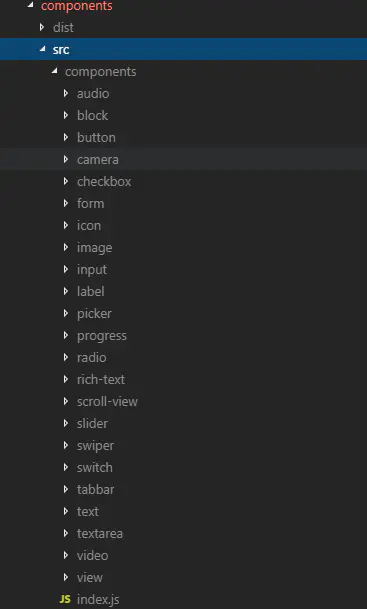 components
dist
src
components
audio
block
button
camera
checkbox
form
icon
image
input
label
picker
progress
radio
rich-text
scroll-view
slider
swiper
switch
tabbar
text
textarea
video
view
JS index.js